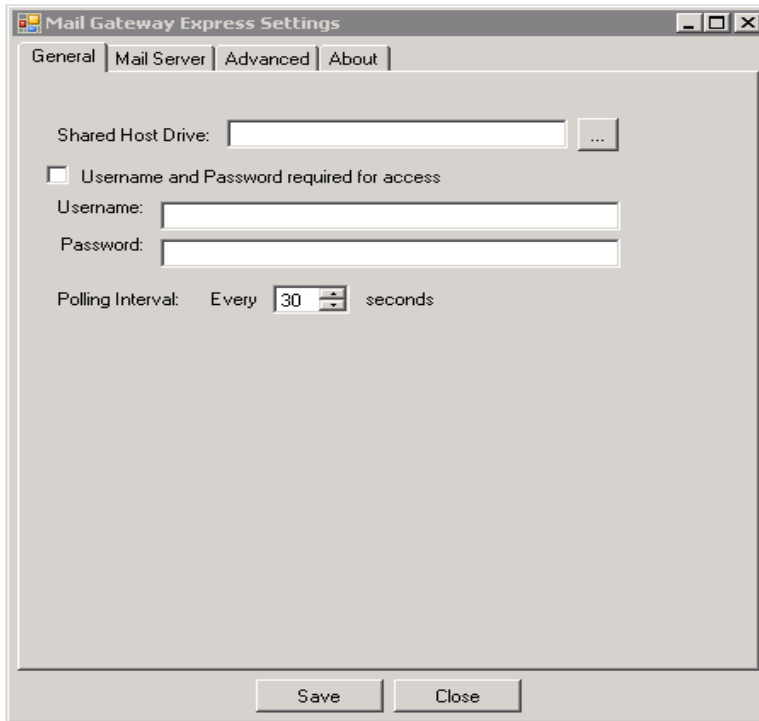 Mail Gateway Express Settings
General Mail Server Advanced About
Shared Host Drive: ...
Username and Password required for access
Username:
Password:
Polling Interval: Every 30 seconds
Save Close